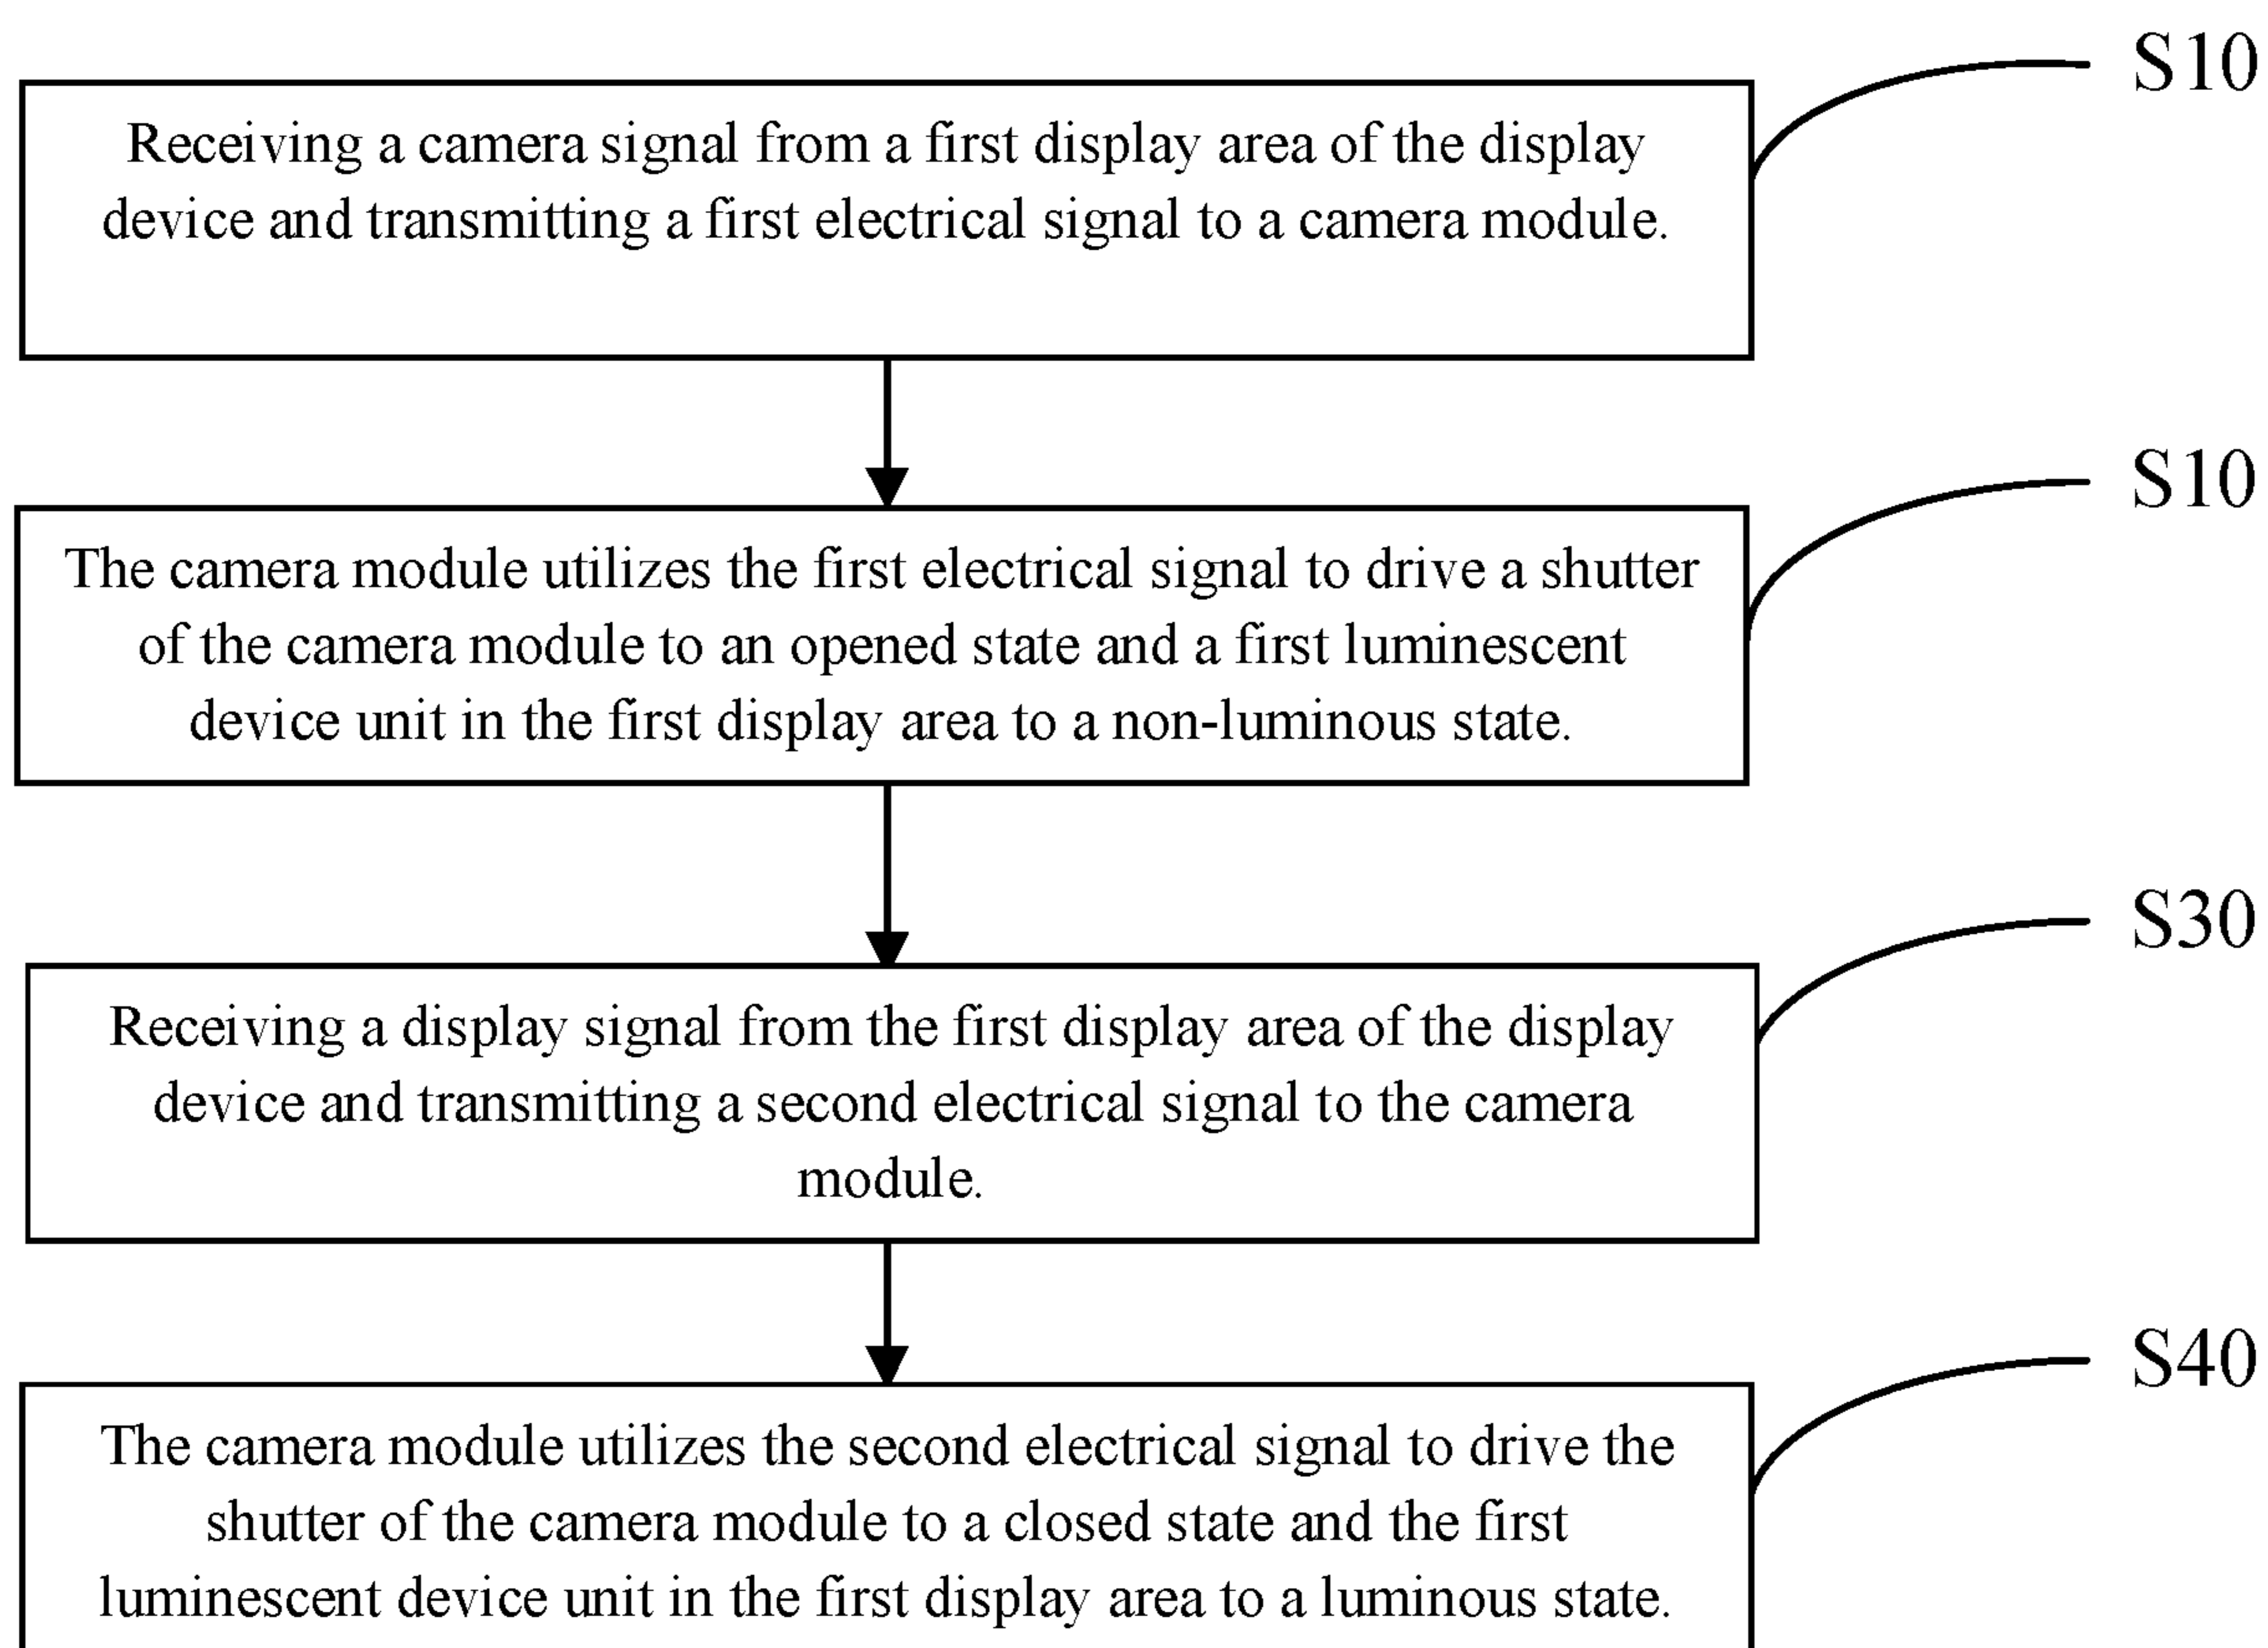 S10
Receiving a camera signal from a first display area of the display
device and transmitting a first electrical signal to a camera module.
S10
The camera module utilizes the first electrical signal to drive a shutter
of the camera module to an opened state and a first luminescent
device unit in the first display area to a non-luminous state.
S30
Receiving a display signal from the first display area of the display
device and transmitting a second electrical signal to the camera
module.
S40
The camera module utilizes the second electrical signal to drive the
shutter of the camera module to a closed state and the first
luminescent device unit in the first display area to a luminous state.